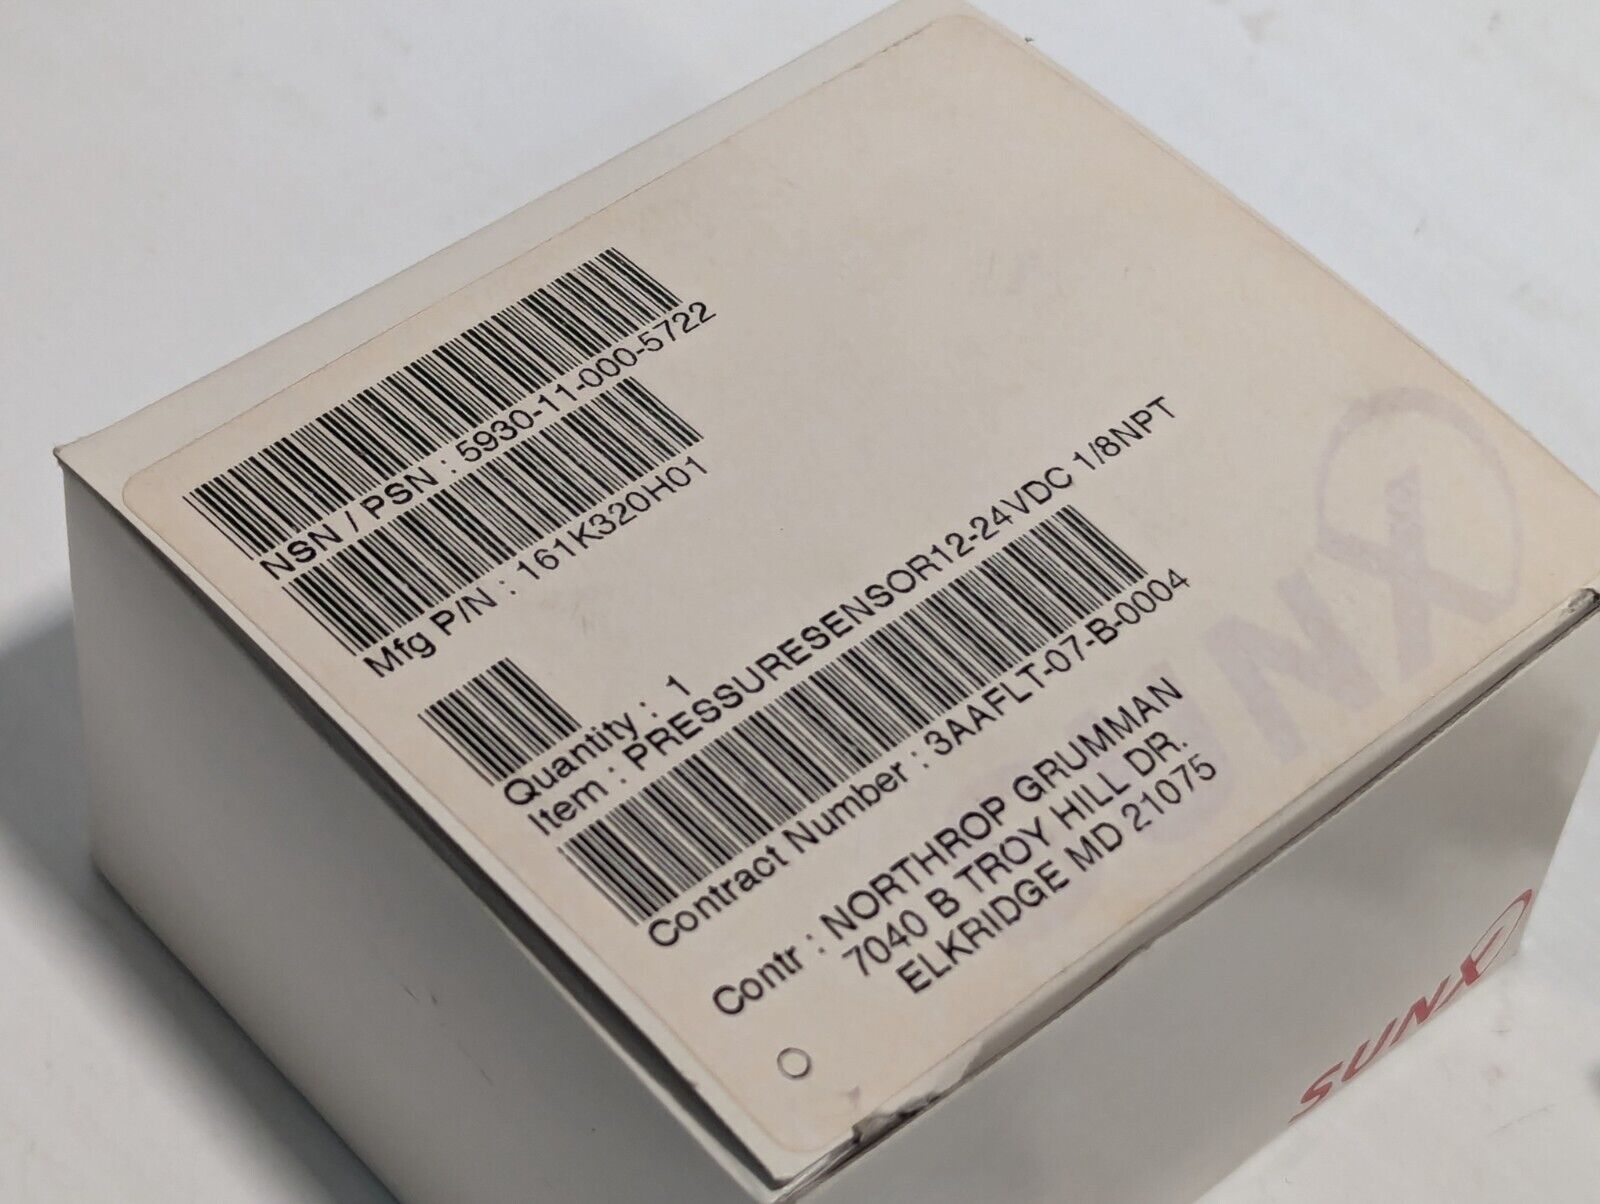 NSN / PSN : 5930-11-000-5722
Mfg P/N : 161K320H01
Quantity : 1
Item : PRESSURESENSOR12-24VDC 1/8NPT
Contract Number : 3AAFLT-07-B-0004
Contr : NORTHROP GRUMMAN
7040 B TROY HILL DR.
ELKRIDGE MD 21075
SUNX
SUNX